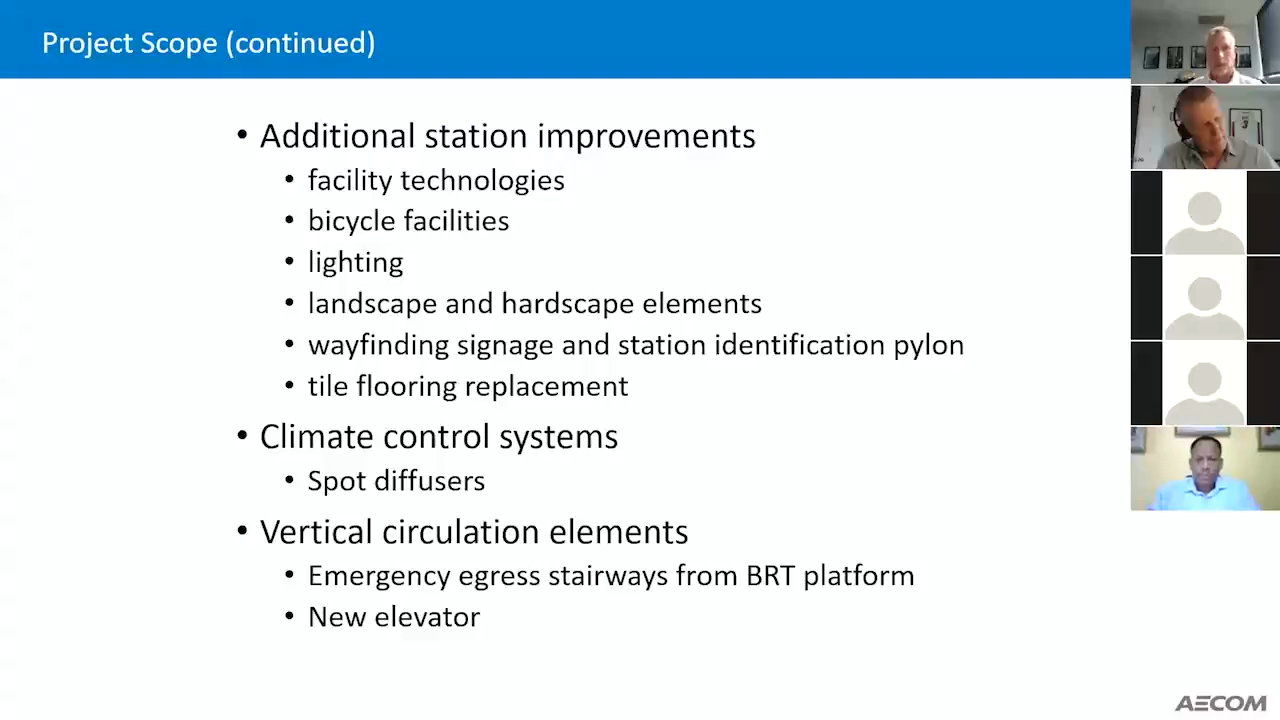 Project Scope (continued)
• Additional station improvements
• facility technologies
• bicycle facilities
• lighting
• landscape and hardscape elements
• wayfinding signage and station identification pylon
• tile flooring replacement
• Climate control systems
• Spot diffusers
• Vertical circulation elements
• Emergency egress stairways from BRT platform
• New elevator
AECOM
3